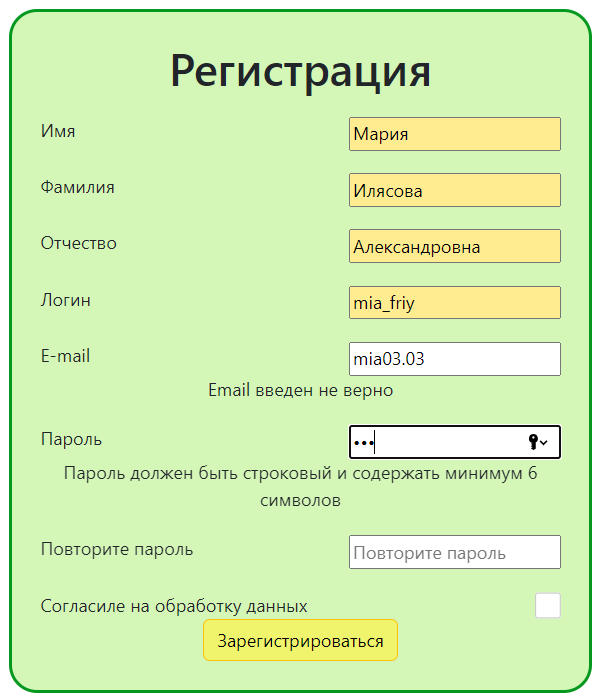 Регистрация
Имя Мария
Фамилия Илясова
Отчество Александровна
Логин mia_friy
E-mail mia03.03
Email введен не верно
Пароль •••
Пароль должен быть строковый и содержать минимум 6
символов
Повторите пароль Повторите пароль
Согласиле на обработку данных
Зарегистрироваться